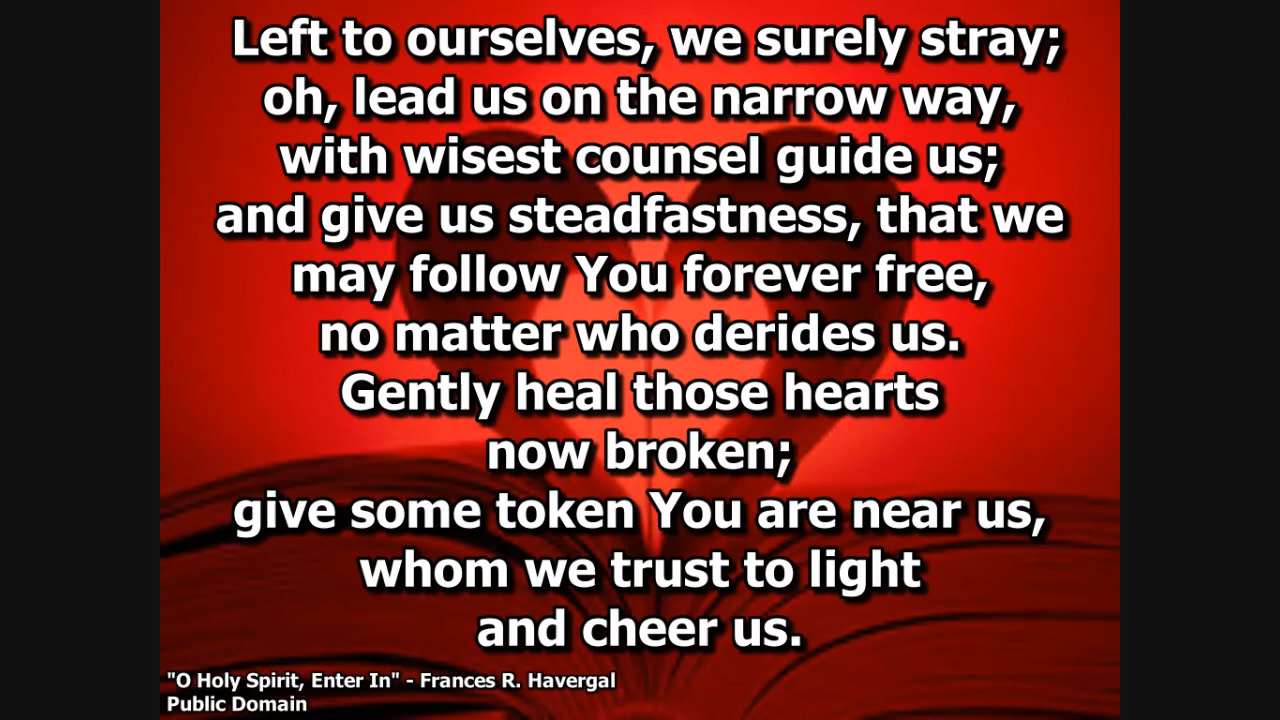 Left to ourselves, we surely stray;
oh, lead us on the narrow way,
with wisest counsel guide us;
and give us steadfastness, that we
may follow You forever free,
no matter who derides us.
Gently heal those hearts
now broken;
give some token You are near us,
whom we trust to light
and cheer us.
"O Holy Spirit, Enter In" - Frances R. Havergal
Public Domain